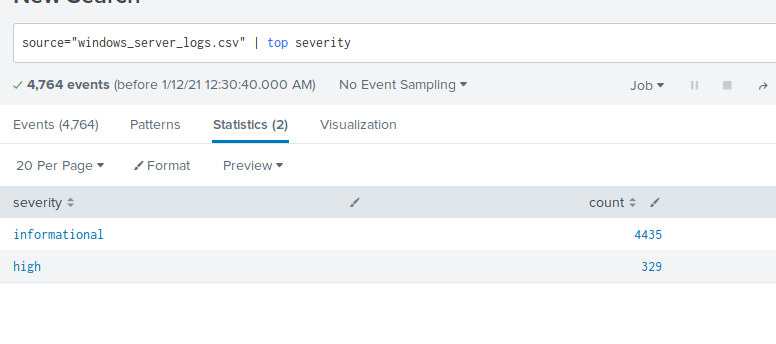 New Search
source="windows_server_logs.csv" | top severity
4,764 events (before 1/12/21 12:30:40.000 AM) No Event Sampling Job
Events (4,764) Patterns Statistics (2) Visualization
20 Per Page Format Preview
severity count
informational 4435
high 329